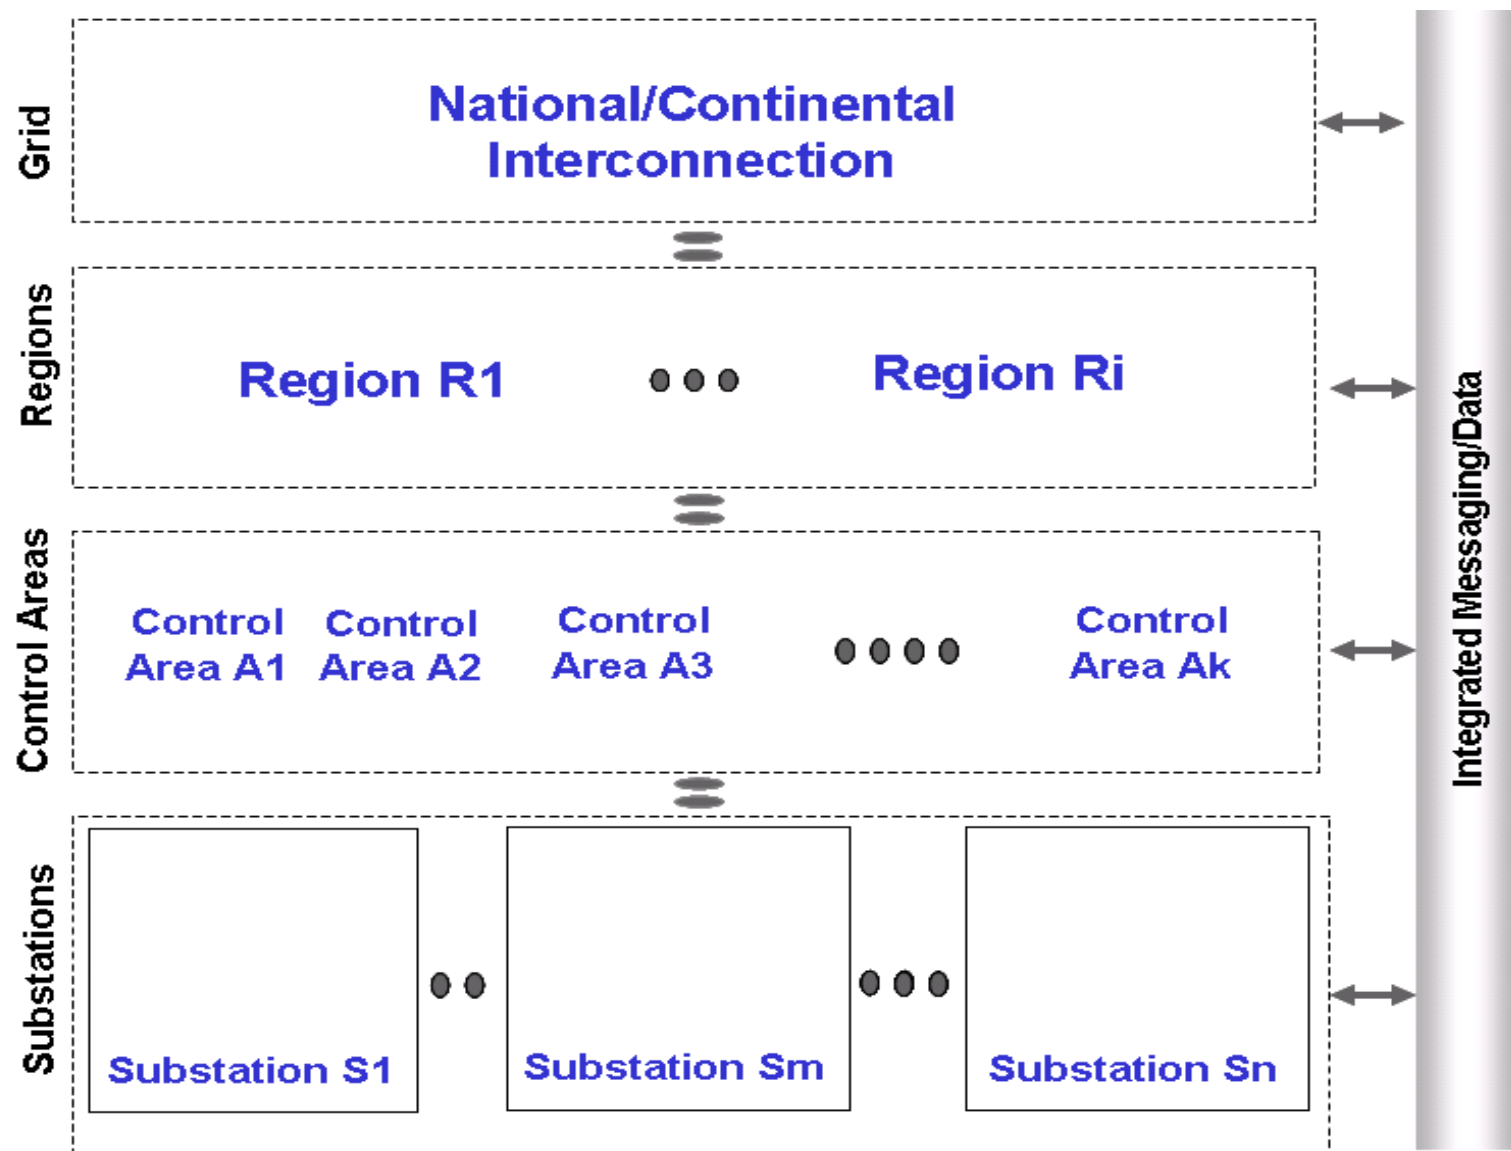 Grid
National/Continental
Interconnection
Regions
Region R1
Region Ri
Control Areas
Control
Area A1
Control
Area A2
Control
Area A3
Control
Area Ak
Substations
Substation S1
Substation Sm
Substation Sn
Integrated Messaging/Data